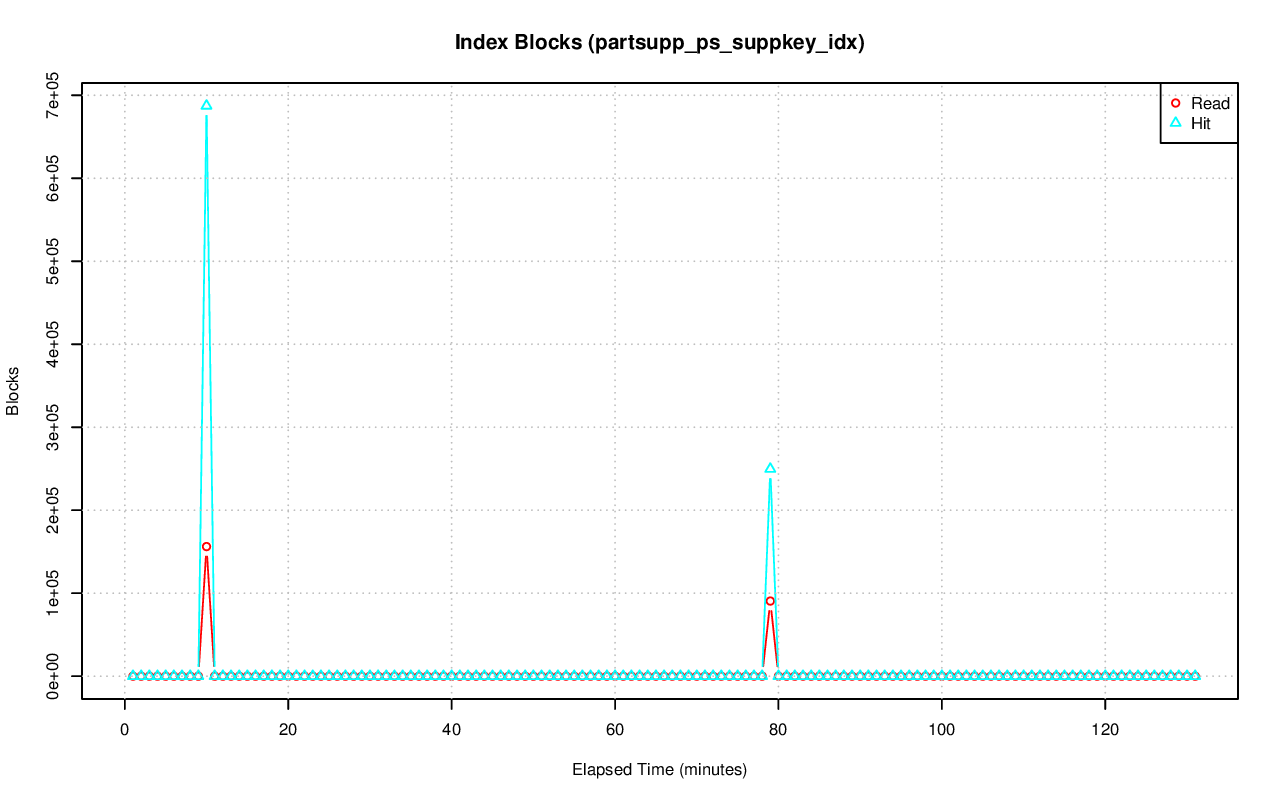 Index Blocks (partsupp_ps_suppkey_idx)
7e+05
6e+05
5e+05
4e+05
3e+05
2e+05
1e+05
0e+00
Blocks
Read
Hit
0 20 40 60 80 100 120
Elapsed Time (minutes)